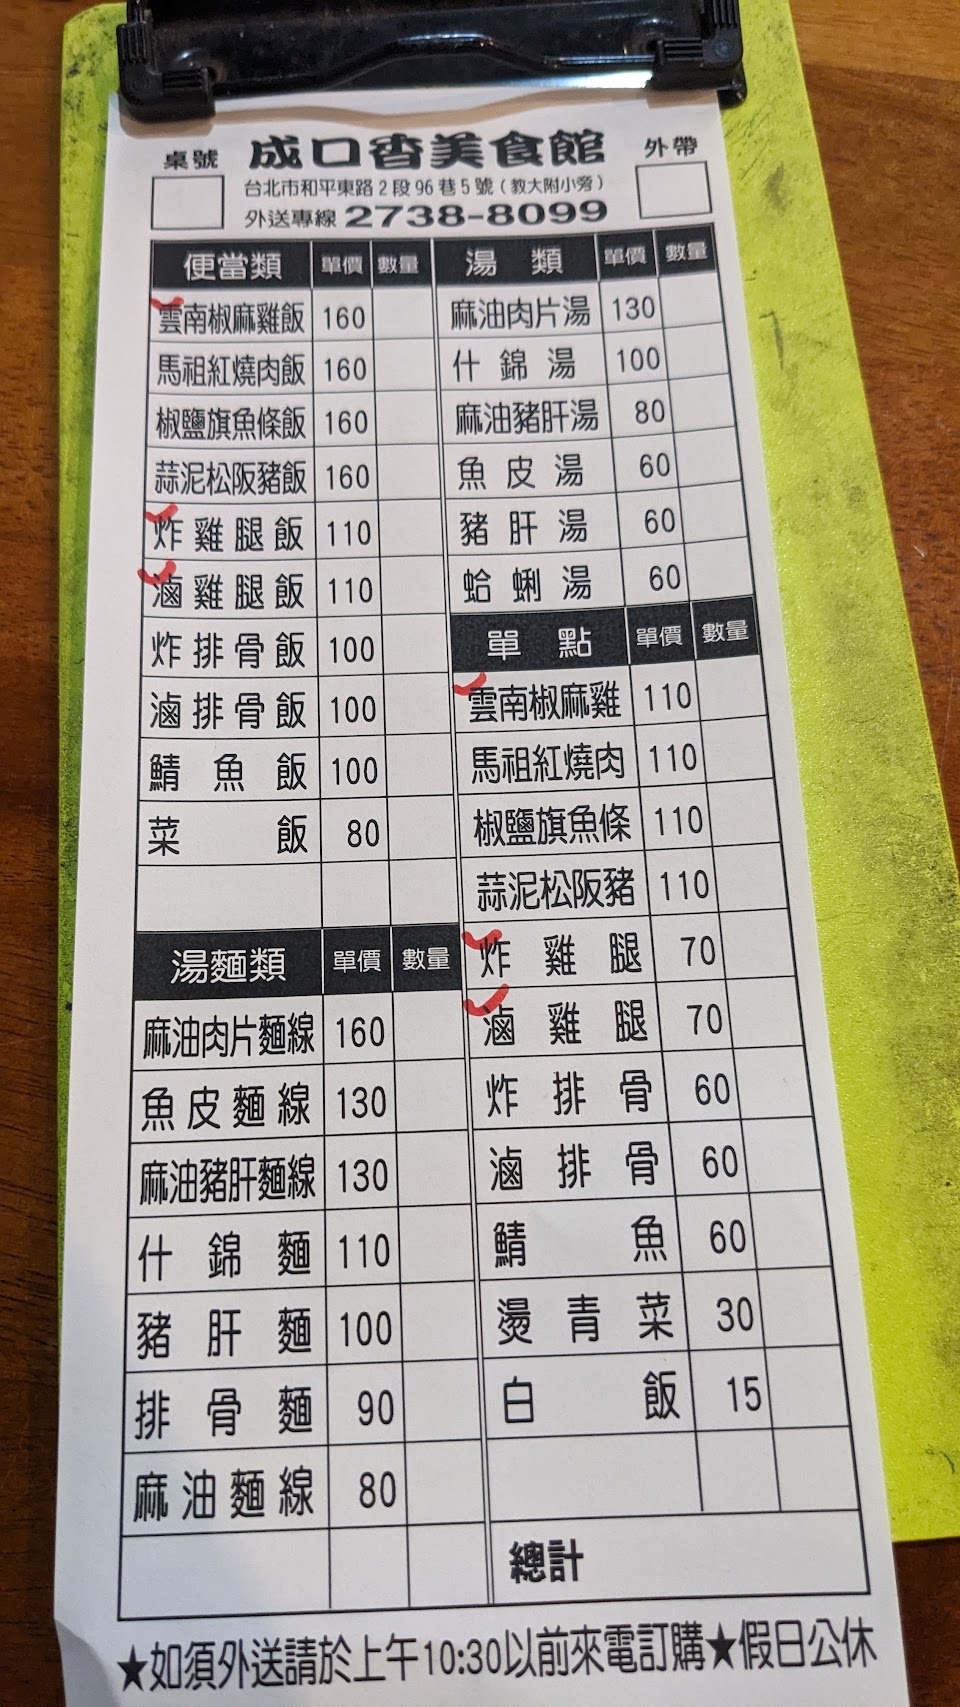 桌號
成口香美食館
外帶
台北市和平東路2段96巷5號（教大附小旁）
外送專線 2738-8099
便當類 單價 數量
雲南椒麻雞飯 160
馬祖紅燒肉飯 160
椒鹽旗魚條飯 160
蒜泥松阪豬飯 160
炸雞腿飯 110
滷雞腿飯 110
炸排骨飯 100
滷排骨飯 100
鯖魚飯 100
菜飯 80
湯麵類 單價 數量
麻油肉片麵線 160
魚皮麵線 130
麻油豬肝麵線 130
什錦麵 110
豬肝麵 100
排骨麵 90
麻油麵線 80
湯類 單價 數量
麻油肉片湯 130
什錦湯 100
麻油豬肝湯 80
魚皮湯 60
豬肝湯 60
蛤蜊湯 60
單點 單價 數量
雲南椒麻雞 110
馬祖紅燒肉 110
椒鹽旗魚條 110
蒜泥松阪豬 110
炸雞腿 70
滷雞腿 70
炸排骨 60
滷排骨 60
鯖魚 60
燙青菜 30
白飯 15
總計
★如須外送請於上午10:30以前來電訂購★假日公休